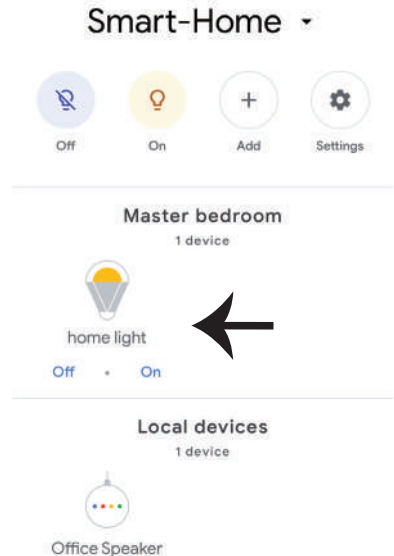 Smart-Home
Off On Add Settings
Master bedroom
1 device
home light
Off • On
Local devices
1 device
Office Speaker